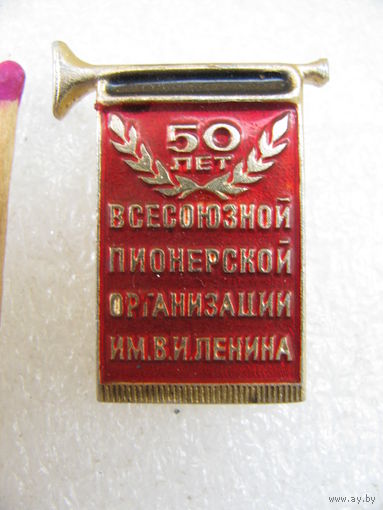 50
ЛЕТ
ВСЕСОЮЗНОЙ
ПИОНЕРСКОЙ
ОРГАНИЗАЦИИ
ИМ.В.И.ЛЕНИНА
www.ay.by